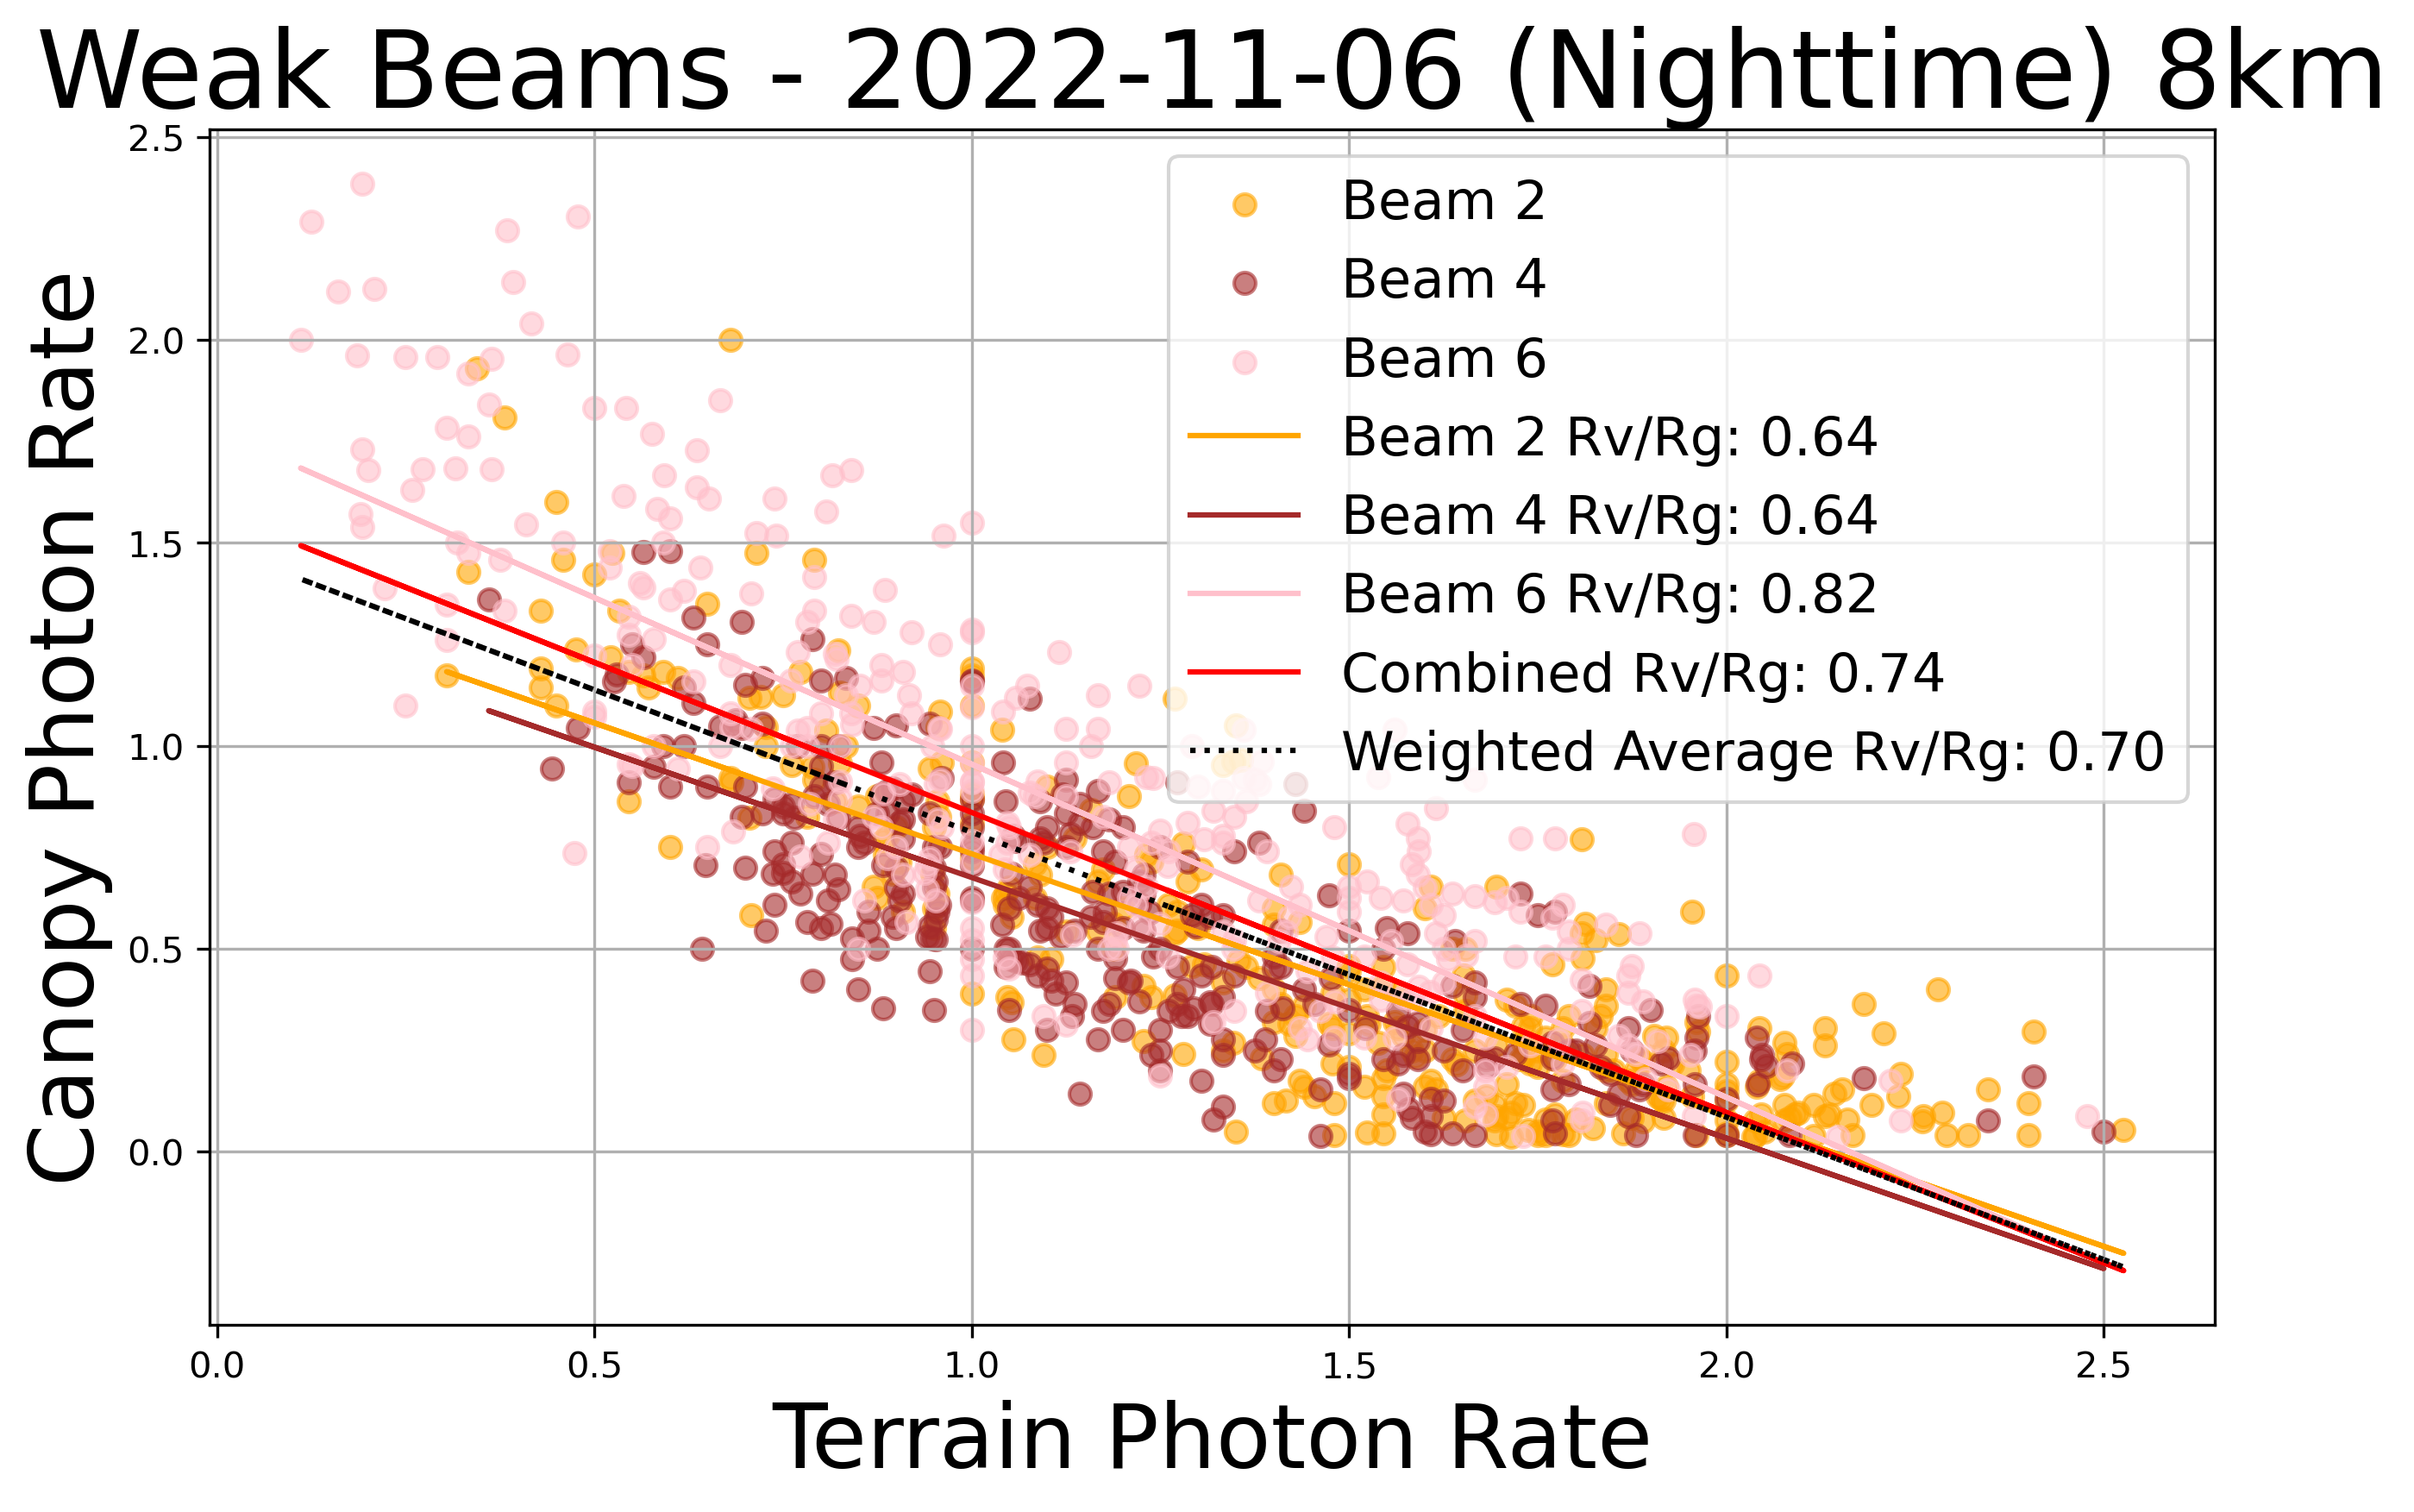 Weak Beams - 2022-11-06 (Nighttime) 8km
Canopy Photon Rate
2.5
2.0
1.5
1.0
0.5
0.0
Beam 2
Beam 4
Beam 6
Beam 2 Rv/Rg: 0.64
Beam 4 Rv/Rg: 0.64
Beam 6 Rv/Rg: 0.82
Combined Rv/Rg: 0.74
Weighted Average Rv/Rg: 0.70
0.0 0.5 1.0 1.5 2.0 2.5
Terrain Photon Rate